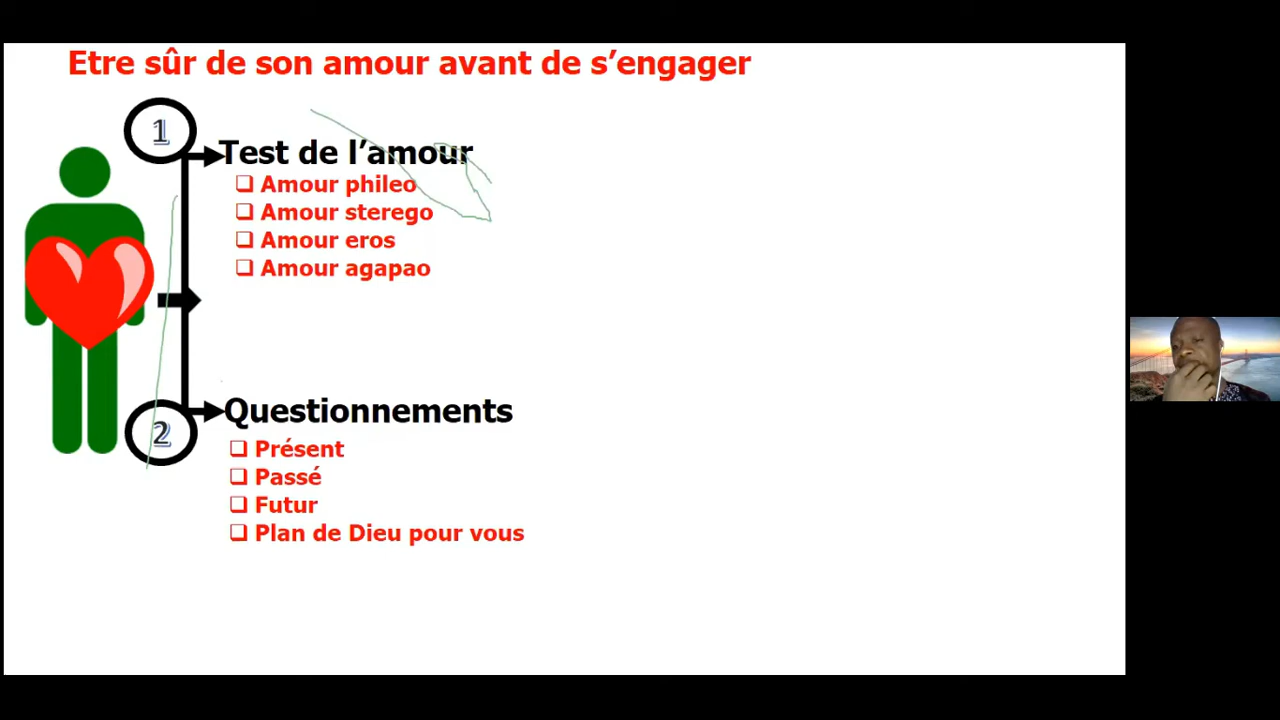 Etre sûr de son amour avant de s’engager
1
Test de l’amour
❑ Amour phileo
❑ Amour sterego
❑ Amour eros
❑ Amour agapao
2
Questionnements
❑ Présent
❑ Passé
❑ Futur
❑ Plan de Dieu pour vous